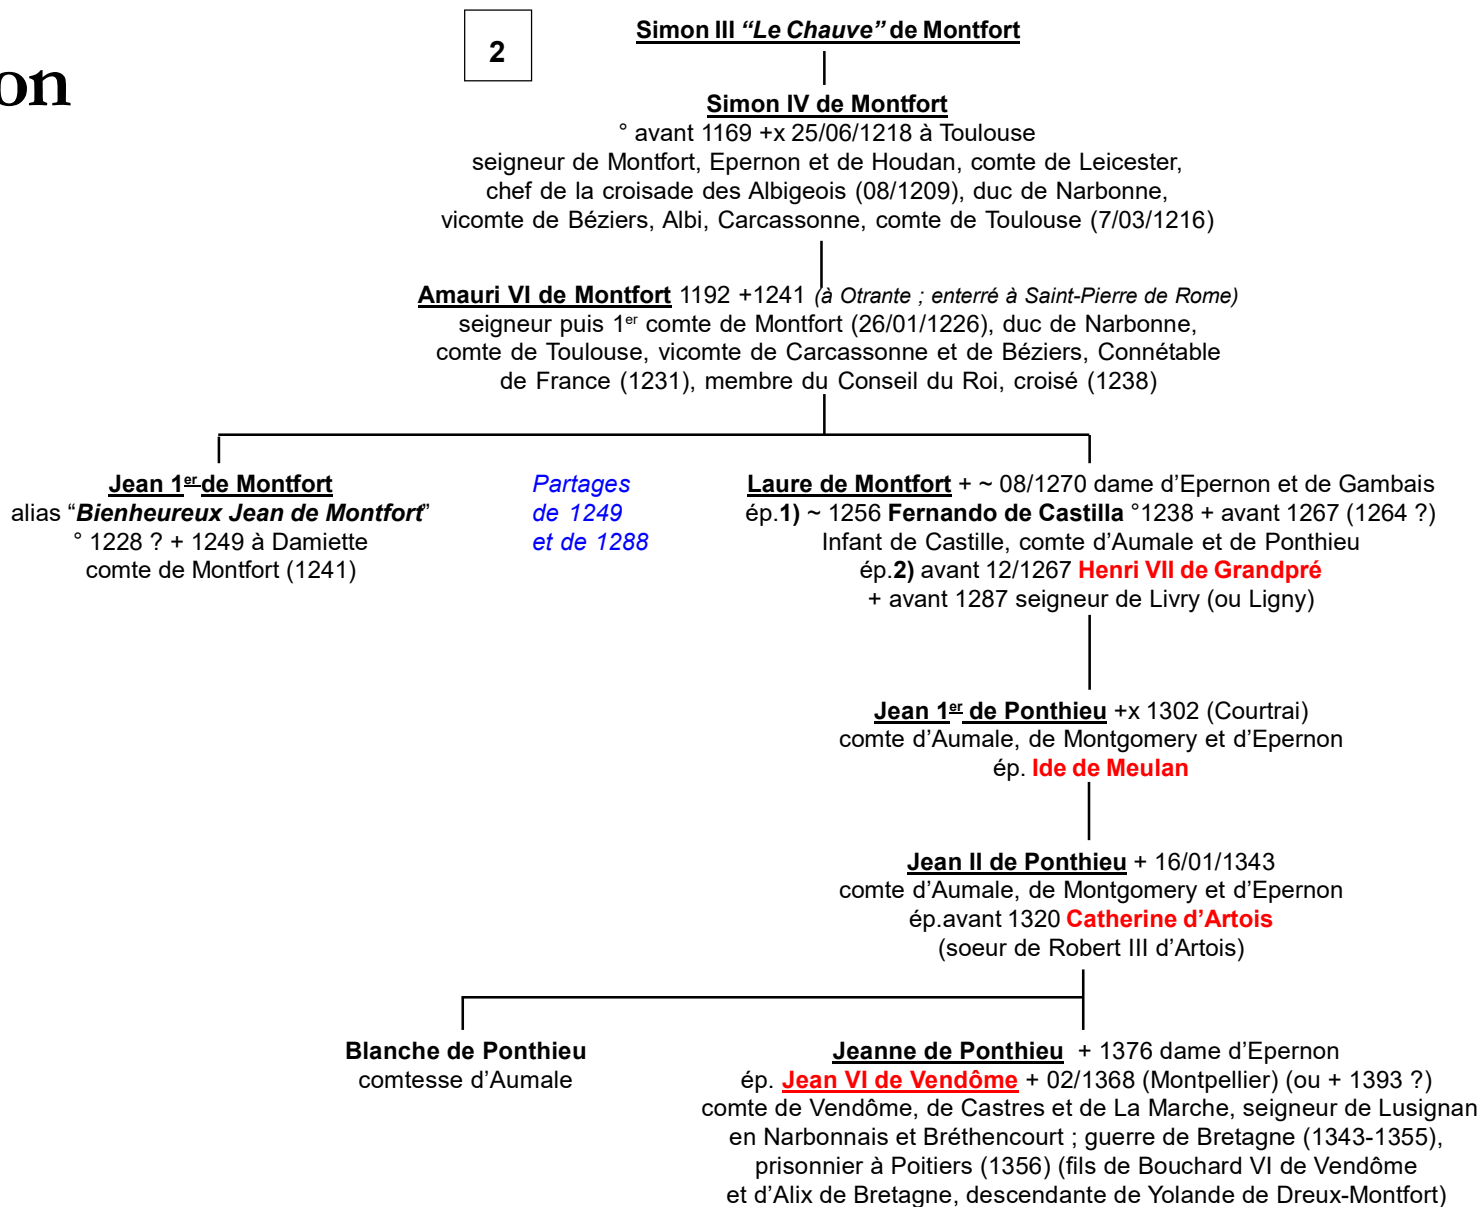 on
2
Simon III “Le Chauve” de Montfort
Simon IV de Montfort
° avant 1169 +x 25/06/1218 à Toulouse
seigneur de Montfort, Epernon et de Houdan, comte de Leicester,
chef de la croisade des Albigeois (08/1209), duc de Narbonne,
vicomte de Béziers, Albi, Carcassonne, comte de Toulouse (7/03/1216)
Amauri VI de Montfort 1192 +1241 (à Otrante ; enterré à Saint-Pierre de Rome)
seigneur puis 1er comte de Montfort (26/01/1226), duc de Narbonne,
comte de Toulouse, vicomte de Carcassonne et de Béziers, Connétable
de France (1231), membre du Conseil du Roi, croisé (1238)
Jean 1er de Montfort
alias “Bienheureux Jean de Montfort”
° 1228 ? + 1249 à Damiette
comte de Montfort (1241)
Partages
de 1249
et de 1288
Laure de Montfort + ~ 08/1270 dame d’Epernon et de Gambais
ép.1) ~ 1256 Fernando de Castilla °1238 + avant 1267 (1264 ?)
Infant de Castille, comte d’Aumale et de Ponthieu
ép.2) avant 12/1267 Henri VII de Grandpré
+ avant 1287 seigneur de Livry (ou Ligny)
Jean 1er de Ponthieu +x 1302 (Courtrai)
comte d’Aumale, de Montgomery et d’Epernon
ép. Ide de Meulan
Jean II de Ponthieu + 16/01/1343
comte d’Aumale, de Montgomery et d’Epernon
ép.avant 1320 Catherine d’Artois
(soeur de Robert III d’Artois)
Blanche de Ponthieu
comtesse d’Aumale
Jeanne de Ponthieu + 1376 dame d’Epernon
ép. Jean VI de Vendôme + 02/1368 (Montpellier) (ou + 1393 ?)
comte de Vendôme, de Castres et de La Marche, seigneur de Lusignan
en Narbonnais et Bréthencourt ; guerre de Bretagne (1343-1355),
prisonnier à Poitiers (1356) (fils de Bouchard VI de Vendôme
et d’Alix de Bretagne, descendante de Yolande de Dreux-Montfort)